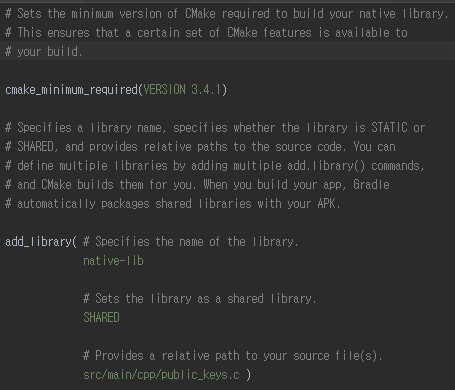 # Sets the minimum version of CMake required to build your native library.
# This ensures that a certain set of CMake features is available to
# your build.
cmake_minimum_required(VERSION 3.4.1)
# Specifies a library name, specifies whether the library is STATIC or
# SHARED, and provides relative paths to the source code. You can
# define multiple libraries by adding multiple add.library() commands,
# and CMake builds them for you. When you build your app, Gradle
# automatically packages shared libraries with your APK.
add_library( # Specifies the name of the library.
native-lib
# Sets the library as a shared library.
SHARED
# Provides a relative path to your source file(s).
src/main/cpp/public_keys.c )